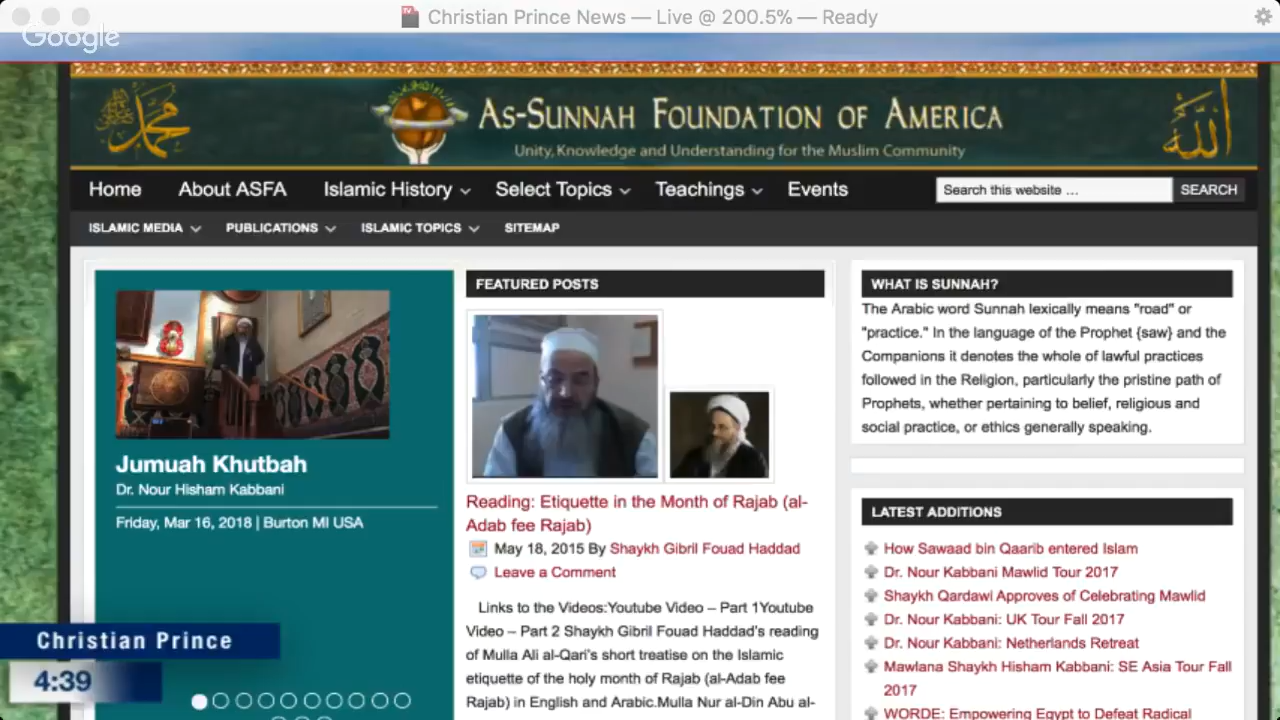 Christian Prince News — Live @ 200.5% — Ready
Google
محمد
As-Sunnah Foundation of America
Unity, Knowledge and Understanding for the Muslim Community
الله
Home About ASFA Islamic History Select Topics Teachings Events Search this website ... SEARCH
ISLAMIC MEDIA PUBLICATIONS ISLAMIC TOPICS SITEMAP
Jumuah Khutbah
Dr. Nour Hisham Kabbani
Friday, Mar 16, 2018 | Burton MI USA
FEATURED POSTS
Reading: Etiquette in the Month of Rajab (al-
Adab fee Rajab)
May 18, 2015 By Shaykh Gibril Fouad Haddad
Leave a Comment
Links to the Videos:Youtube Video – Part 1Youtube
Video – Part 2 Shaykh Gibril Fouad Haddad's reading
of Mulla Ali al-Qari's short treatise on the Islamic
etiquette of the holy month of Rajab (al-Adab fee
Rajab) in English and Arabic.Mulla Nur al-Din Abu al-
WHAT IS SUNNAH?
The Arabic word Sunnah lexically means "road" or
"practice." In the language of the Prophet {saw} and the
Companions it denotes the whole of lawful practices
followed in the Religion, particularly the pristine path of
Prophets, whether pertaining to belief, religious and
social practice, or ethics generally speaking.
LATEST ADDITIONS
How Sawaad bin Qaarib entered Islam
Dr. Nour Kabbani Mawlid Tour 2017
Shaykh Qardawi Approves of Celebrating Mawlid
Dr. Nour Kabbani: UK Tour Fall 2017
Dr. Nour Kabbani: Netherlands Retreat
Mawlana Shaykh Hisham Kabbani: SE Asia Tour Fall
2017
WORDE: Empowering Egypt to Defeat Radical
Christian Prince
4:39